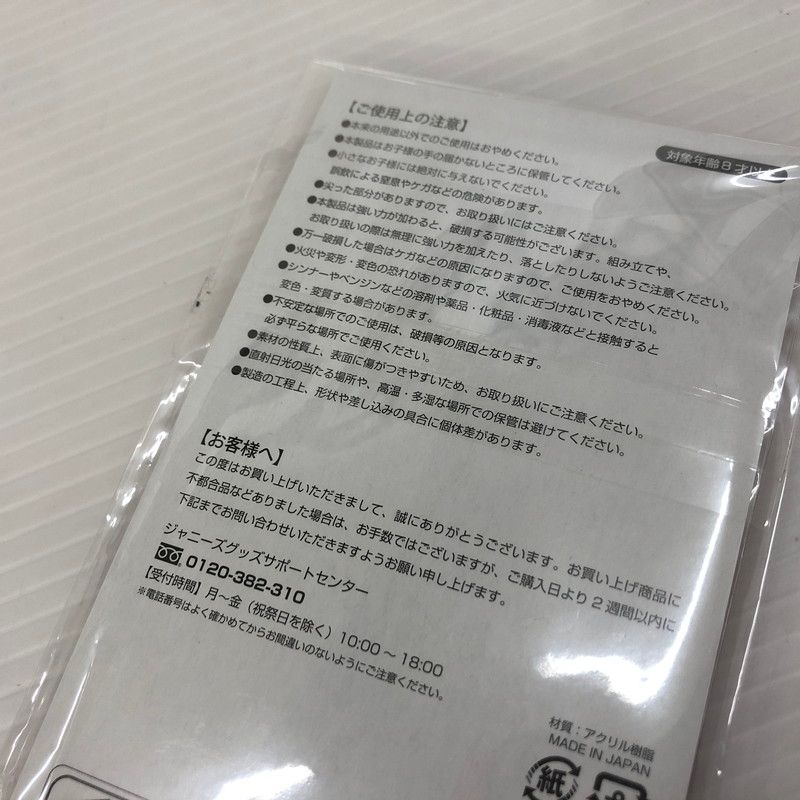 【ご使用上の注意】
対象年齢8才以
●本来の用途以外でのご使用はおやめください。
●本製品はお子様の手の届かないところに保管してください。
●小さなお子様には絶対に与えないでください。
誤飲による窒息やケガなどの危険があります。
●尖った部分がありますので、お取り扱いにはご注意ください。
●本製品は強い力が加わると、破損する可能性がございます。組み立てや、
お取り扱いの際は無理に強い力を加えたり、落としたりしないようご注意ください。
●万一破損した場合はケガなどの原因になりますので、ご使用をおやめください。
●火災や変形・変色の恐れがありますので、火気に近づけないでください。
●シンナーやベンジンなどの溶剤や薬品・化粧品・消毒液などと接触すると
変色・変質する場合があります。
●不安定な場所でのご使用は、破損等の原因となります。
必ず平らな場所でご使用ください。
●素材の性質上、表面に傷がつきやすいため、お取り扱いにご注意ください。
●直射日光の当たる場所や、高温・多湿な場所での保管は避けてください。
●製造の工程上、形状や差し込みの具合に個体差があります。
【お客様へ】
この度はお買い上げいただきまして、誠にありがとうございます。お買い上げ商品に
不都合品などありました場合は、お手数ではございますが、ご購入日より2週間以内に
下記までお問い合わせいただきますようお願い申し上げます。
ジャニーズグッズサポートセンター
0120-382-310
【受付時間】月～金（祝祭日を除く）10:00～18:00
※電話番号はよく確かめてからお間違いのないようにご注意ください。
材質：アクリル樹脂
MADE IN JAPAN
紙